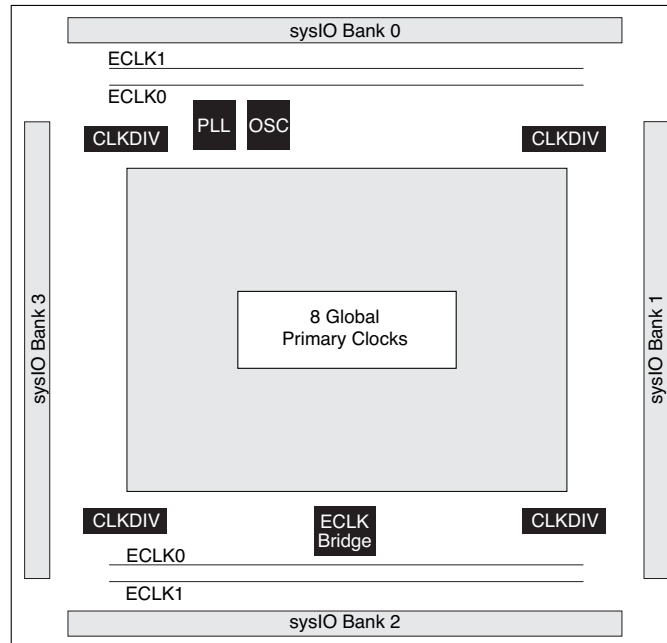 sysIO Bank 0
ECLK1
ECLK0
PLL
OSC
CLKDIV
CLKDIV
sysIO Bank 3
8 Global
Primary Clocks
sysIO Bank 1
CLKDIV
ECLK
Bridge
CLKDIV
ECLK0
ECLK1
sysIO Bank 2